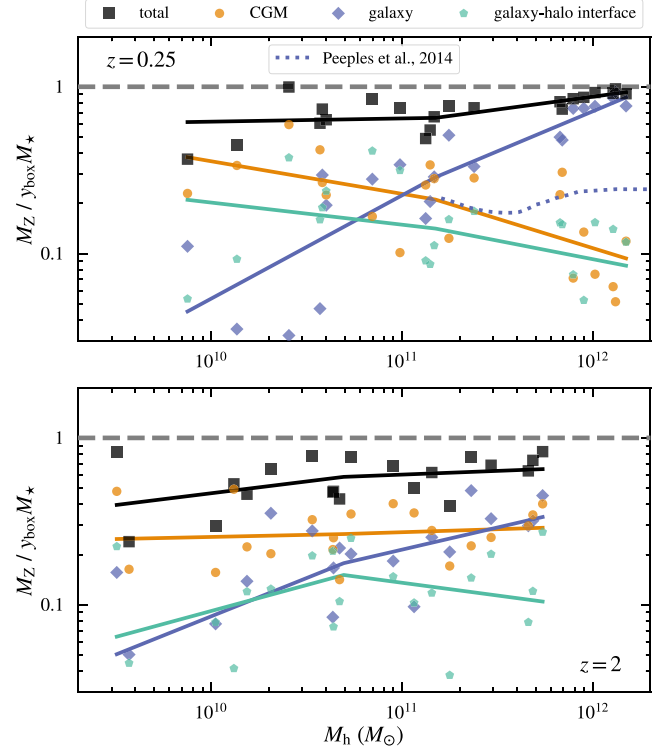 total CGM galaxy galaxy-halo interface
z = 0.25
Peeples et al., 2014
1
0.1
M_Z / y_box M_⋆
10^10 10^11 10^12
1
0.1
M_Z / y_box M_⋆
z = 2
10^10 10^11 10^12
M_h (M_⊙)